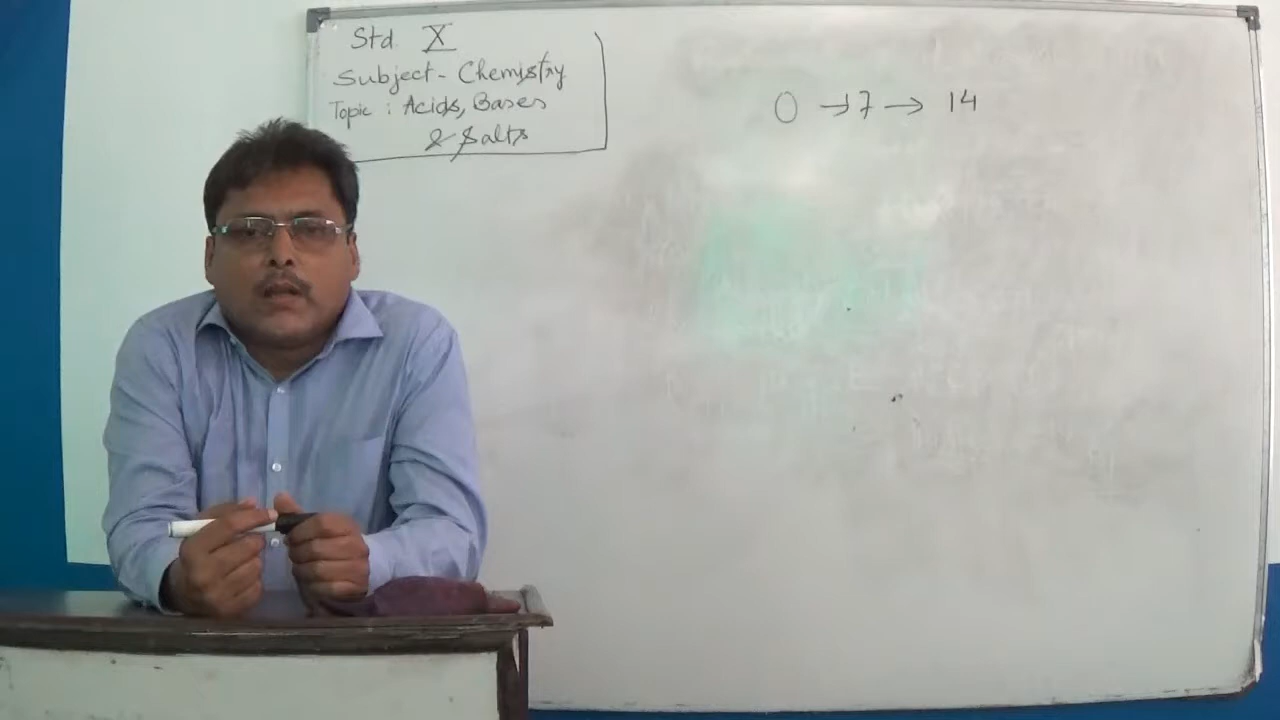 Std. X
Subject - Chemistry
Topic : Acids, Bases
& Salts
0 → 7 → 14